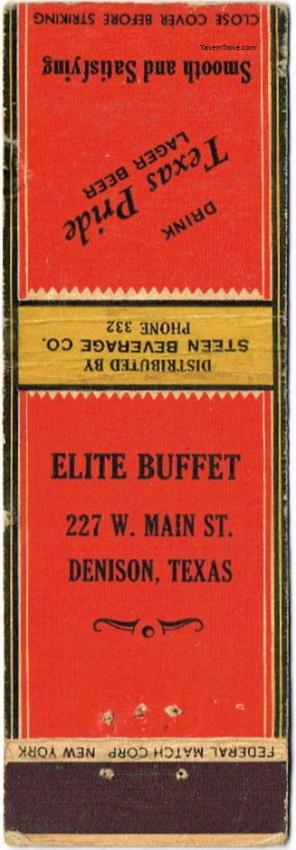 TavernTrove.com
CLOSE COVER BEFORE STRIKING
DRINK
Texas Pride
LAGER BEER
Smooth and Satisfying
DISTRIBUTED BY
STEEN BEVERAGE CO.
PHONE 332
ELITE BUFFET
227 W. MAIN ST.
DENISON, TEXAS
FEDERAL MATCH CORP NEW YORK